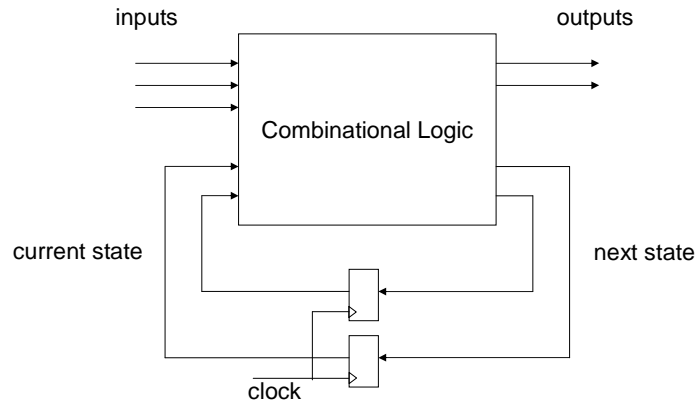 inputs
outputs
Combinational Logic
current state
next state
clock